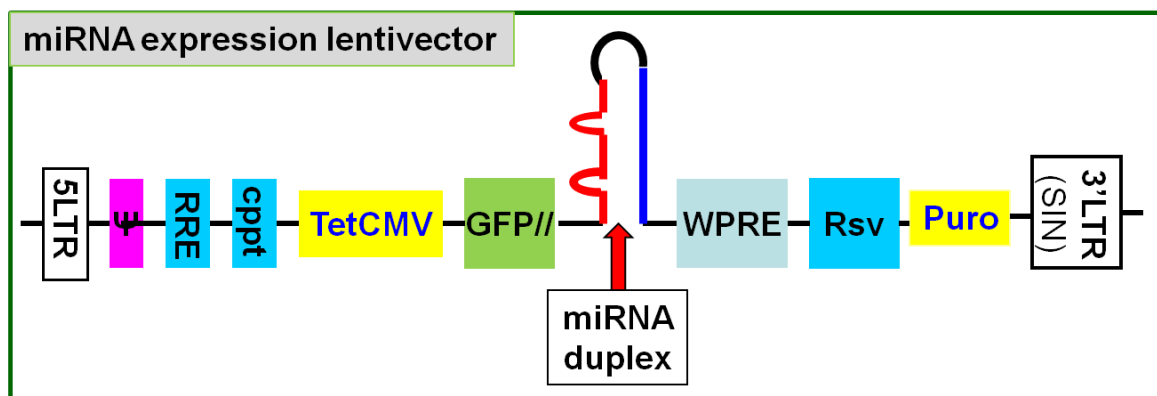 miRNA expression lentivector
5LTR
Ψ
RRE
cppt
TetCMV
GFP//
miRNA
duplex
WPRE
Rsv
Puro
3'LTR
(SIN)